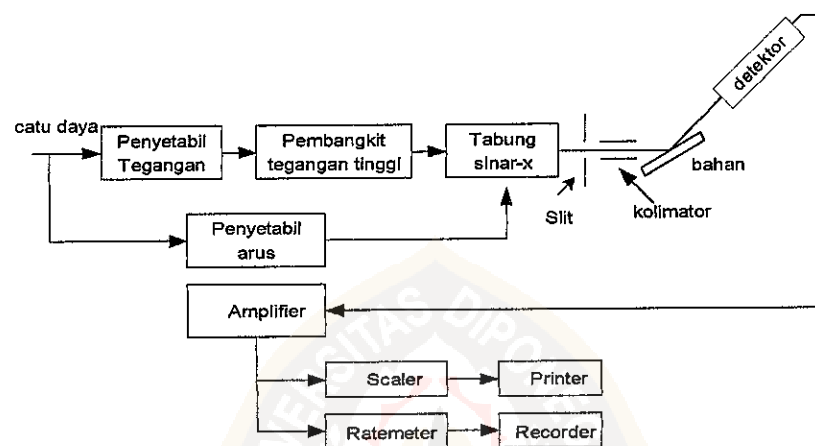 detektor
catu daya
Penyetabil
Tegangan
Pembangkit
tegangan tinggi
Tabung
sinar-x
bahan
Slit
kolimator
Penyetabil
arus
Amplifier
Scaler
Printer
Ratemeter
Recorder